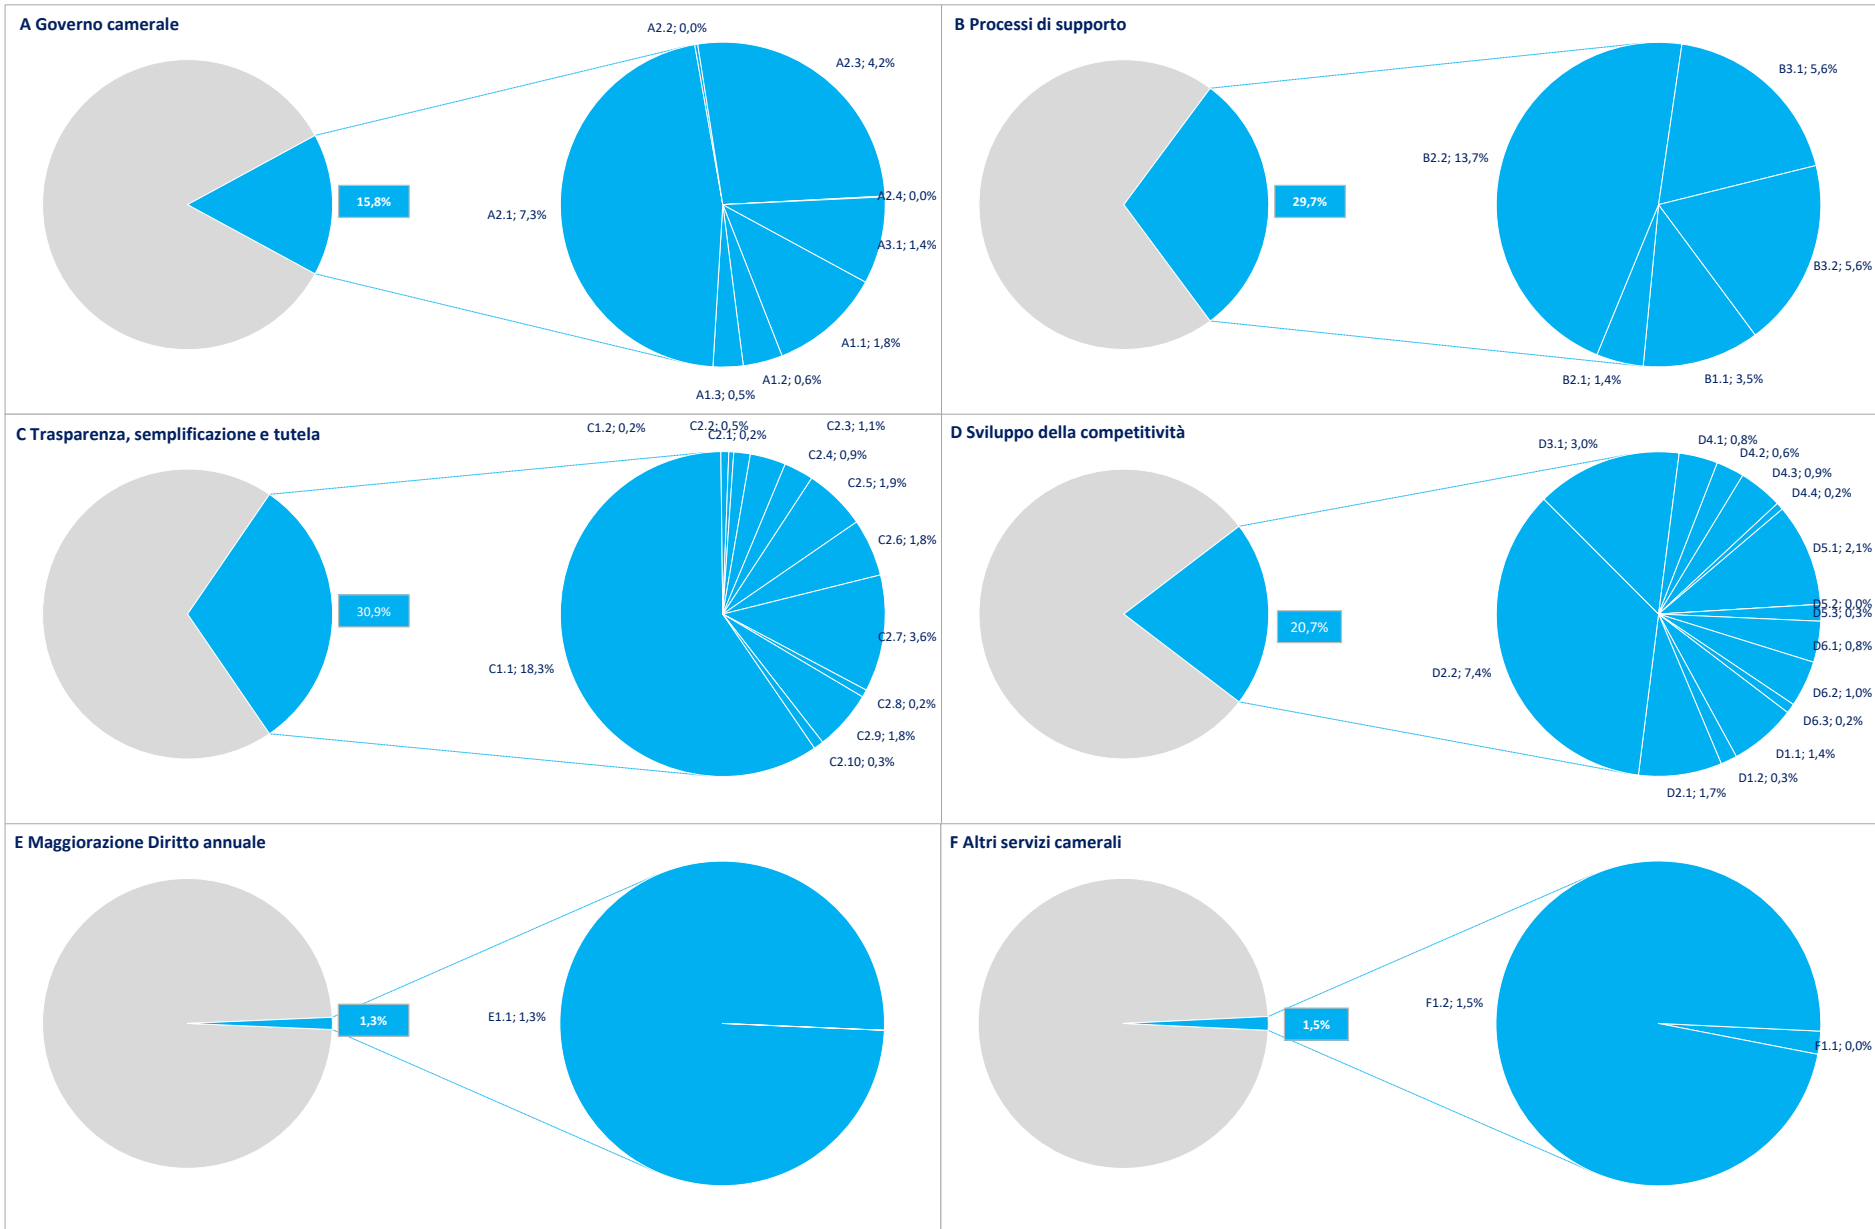 A Governo camerale
A2.2; 0,0%
A2.3; 4,2%
A2.4; 0,0%
15,8%
A2.1; 7,3%
A3.1; 1,4%
A1.1; 1,8%
A1.2; 0,6%
A1.3; 0,5%
B Processi di supporto
B3.1; 5,6%
B2.2; 13,7%
29,7%
B3.2; 5,6%
B2.1; 1,4%
B1.1; 3,5%
C Trasparenza, semplificazione e tutela
C1.2; 0,2%
C2.2; 0,5%
C2.1; 0,2%
C2.3; 1,1%
C2.4; 0,9%
C2.5; 1,9%
C2.6; 1,8%
30,9%
C2.7; 3,6%
C1.1; 18,3%
C2.8; 0,2%
C2.9; 1,8%
C2.10; 0,3%
D Sviluppo della competitività
D3.1; 3,0%
D4.1; 0,8%
D4.2; 0,6%
D4.3; 0,9%
D4.4; 0,2%
D5.1; 2,1%
D5.2; 0,0%
D5.3; 0,3%
20,7%
D6.1; 0,8%
D2.2; 7,4%
D6.2; 1,0%
D6.3; 0,2%
D1.1; 1,4%
D1.2; 0,3%
D2.1; 1,7%
E Maggiorazione Diritto annuale
1,3%
E1.1; 1,3%
F Altri servizi camerali
F1.2; 1,5%
1,5%
F1.1; 0,0%